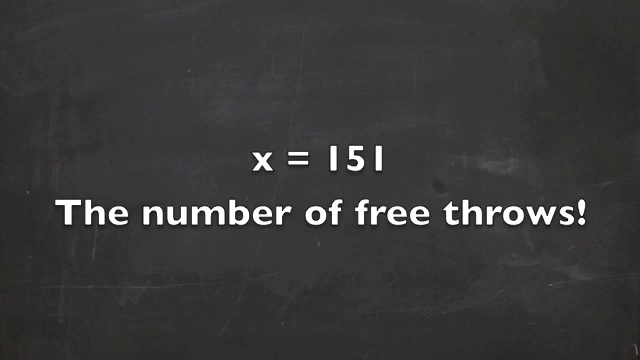 x = 151
The number of free throws!